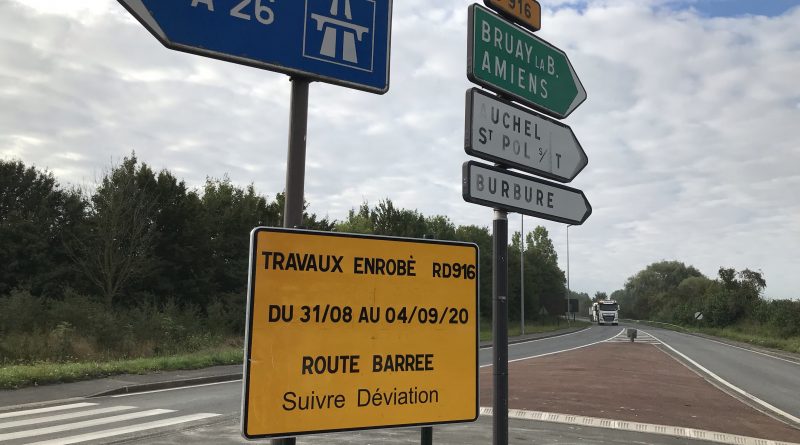 A 26
D 916
BRUAY LA B.
AMIENS
AUCHEL
ST POL S/T
BURBURE
TRAVAUX ENROBÈ RD916
DU 31/08 AU 04/09/20
ROUTE BARREE
Suivre Déviation